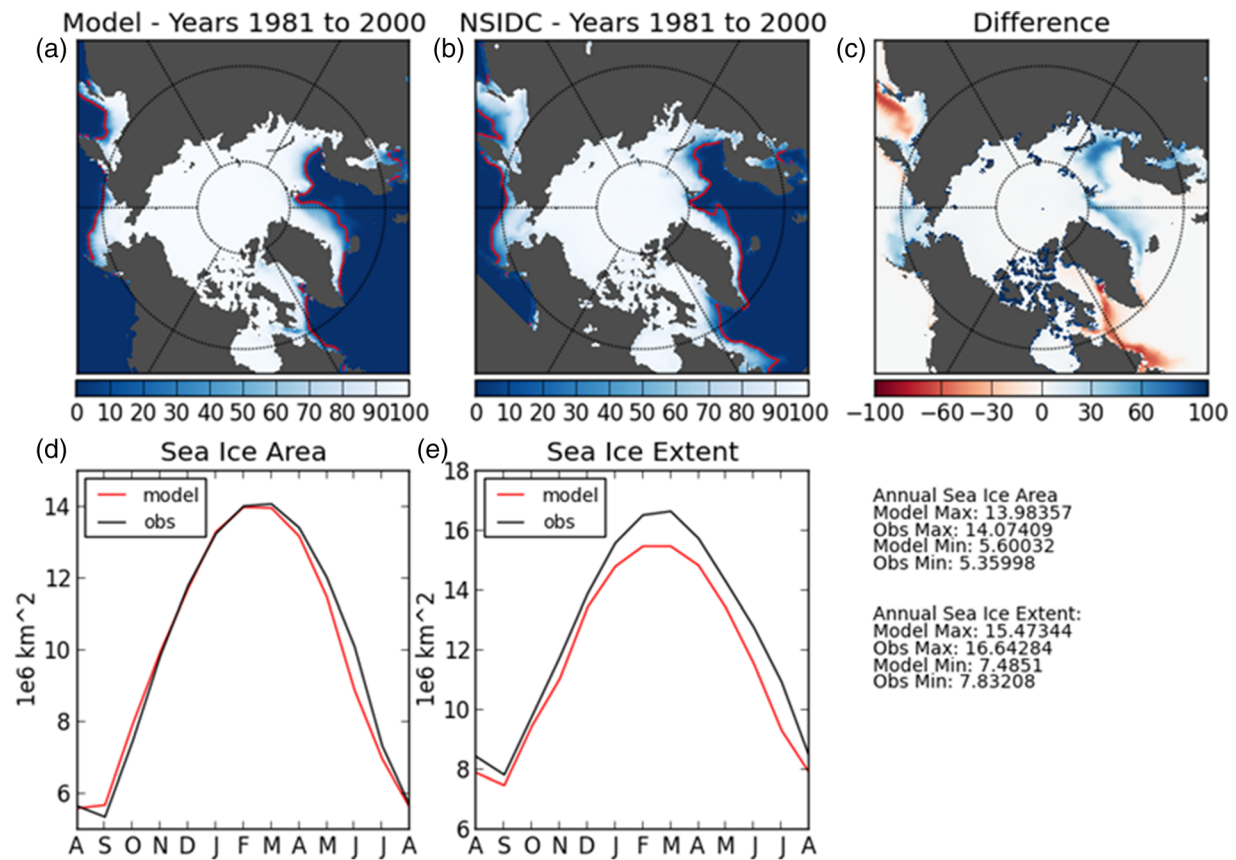 Model - Years 1981 to 2000
NSIDC - Years 1981 to 2000
Difference
(a)
(b)
(c)
0 10 20 30 40 50 60 70 80 90 100
0 10 20 30 40 50 60 70 80 90 100
−100 −60 −30 0 30 60 100
(d)
Sea Ice Area
(e)
Sea Ice Extent
model
obs
14
12
10
8
6
1e6 km^2
A S O N D J F M A M J J A
model
obs
18
16
14
12
10
8
6
1e6 km^2
A S O N D J F M A M J J A
Annual Sea Ice Area
Model Max: 13.98357
Obs Max: 14.07409
Model Min: 5.60032
Obs Min: 5.35998
Annual Sea Ice Extent:
Model Max: 15.47344
Obs Max: 16.64284
Model Min: 7.4851
Obs Min: 7.83208